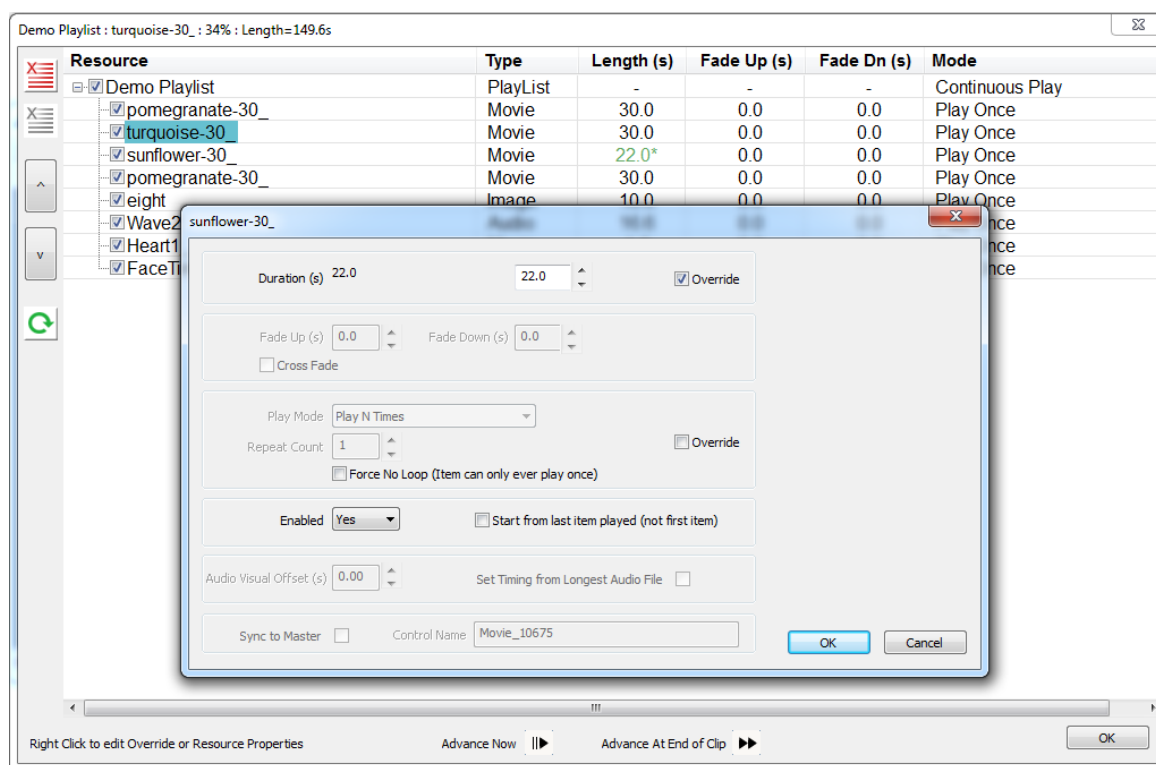 Demo Playlist : turquoise-30_ : 34% : Length=149.6s
Resource Type Length (s) Fade Up (s) Fade Dn (s) Mode
Demo Playlist PlayList - - - Continuous Play
pomegranate-30_ Movie 30.0 0.0 0.0 Play Once
turquoise-30_ Movie 30.0 0.0 0.0 Play Once
sunflower-30_ Movie 22.0* 0.0 0.0 Play Once
pomegranate-30_ Movie 30.0 0.0 0.0 Play Once
eight Image 10.0 0.0 0.0 Play Once
Wave2 nce
Heart1 nce
FaceTi nce
sunflower-30_
Duration (s) 22.0 22.0 Override
Fade Up (s) 0.0 Fade Down (s) 0.0
Cross Fade
Play Mode Play N Times
Repeat Count 1 Override
Force No Loop (Item can only ever play once)
Enabled Yes Start from last item played (not first item)
Audio Visual Offset (s) 0.00 Set Timing from Longest Audio File
Sync to Master Control Name Movie_10675
OK Cancel
Right Click to edit Override or Resource Properties Advance Now Advance At End of Clip OK